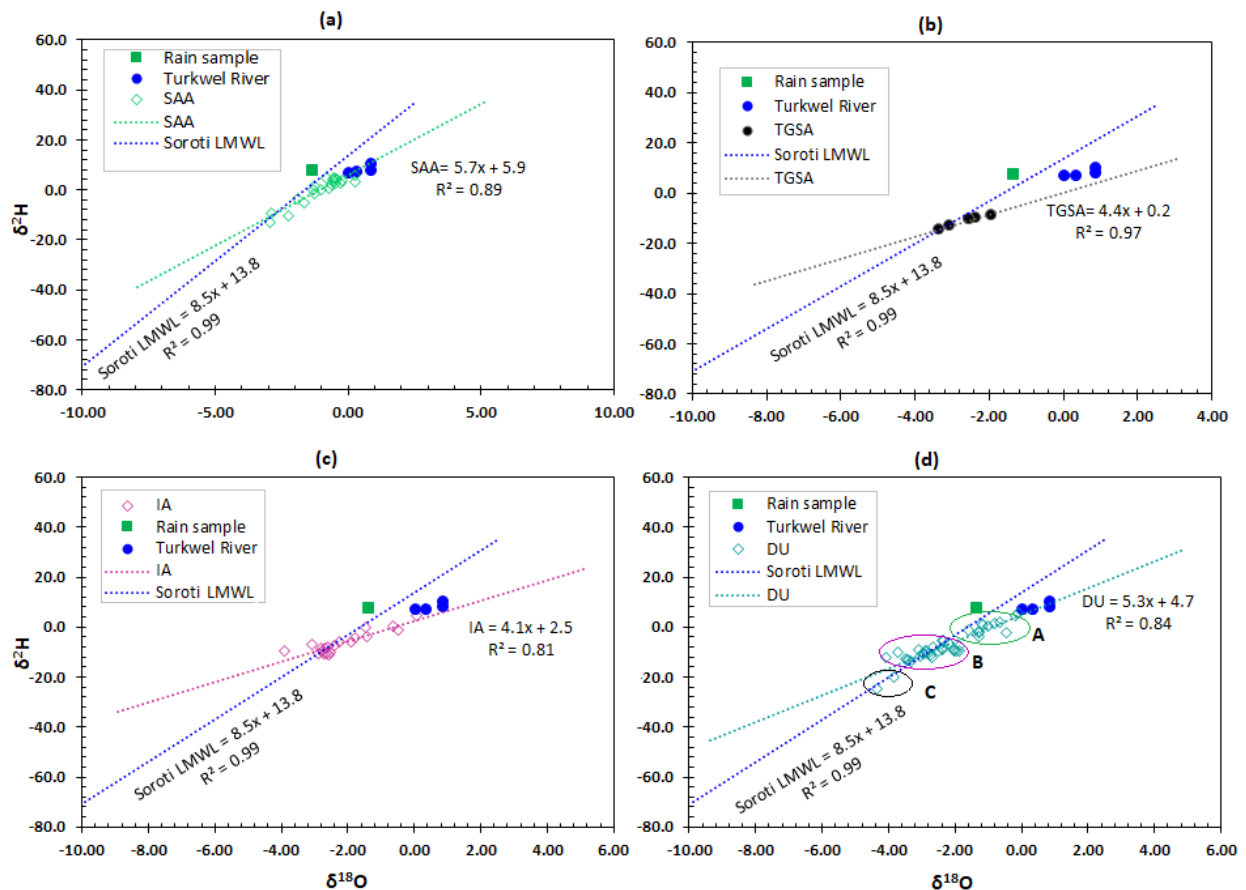 (a)
60.0
40.0
20.0
0.0
-20.0
-40.0
-60.0
-80.0
δ²H
Rain sample
Turkwel River
SAA
SAA
Soroti LMWL
SAA= 5.7x + 5.9
R² = 0.89
Soroti LMWL = 8.5x + 13.8
R² = 0.99
-10.00 -5.00 0.00 5.00 10.00
(b)
60.0
40.0
20.0
0.0
-20.0
-40.0
-60.0
-80.0
Rain sample
Turkwel River
TGSA
Soroti LMWL
TGSA
TGSA= 4.4x + 0.2
R² = 0.97
Soroti LMWL = 8.5x + 13.8
R² = 0.99
-10.00 -8.00 -6.00 -4.00 -2.00 0.00 2.00 4.00
(c)
60.0
40.0
20.0
0.0
-20.0
-40.0
-60.0
-80.0
δ²H
IA
Rain sample
Turkwel River
IA
Soroti LMWL
IA = 4.1x + 2.5
R² = 0.81
Soroti LMWL = 8.5x + 13.8
R² = 0.99
-10.00 -8.00 -6.00 -4.00 -2.00 0.00 2.00 4.00 6.00
δ¹⁸O
(d)
60.0
40.0
20.0
0.0
-20.0
-40.0
-60.0
-80.0
Rain sample
Turkwel River
DU
Soroti LMWL
DU
DU = 5.3x + 4.7
R² = 0.84
A
B
C
Soroti LMWL = 8.5x + 13.8
R² = 0.99
-10.00 -8.00 -6.00 -4.00 -2.00 0.00 2.00 4.00 6.00
δ¹⁸O